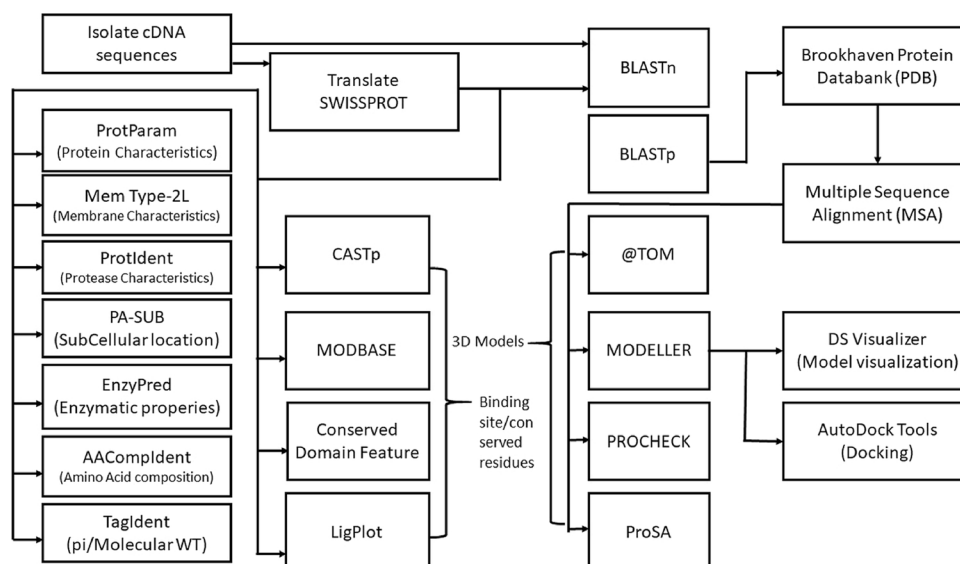 Isolate cDNA
sequences
Translate
SWISSPROT
BLASTn
BLASTp
Brookhaven Protein
Databank (PDB)
Multiple Sequence
Alignment (MSA)
ProtParam
(Protein Characteristics)
Mem Type-2L
(Membrane Characteristics)
ProtIdent
(Protease Characteristics)
PA-SUB
(SubCellular location)
EnzyPred
(Enzymatic properies)
AACompIdent
(Amino Acid composition)
TagIdent
(pi/Molecular WT)
CASTp
MODBASE
Conserved
Domain Feature
LigPlot
3D Models
Binding
site/con
served
residues
@TOM
MODELLER
PROCHECK
ProSA
DS Visualizer
(Model visualization)
AutoDock Tools
(Docking)